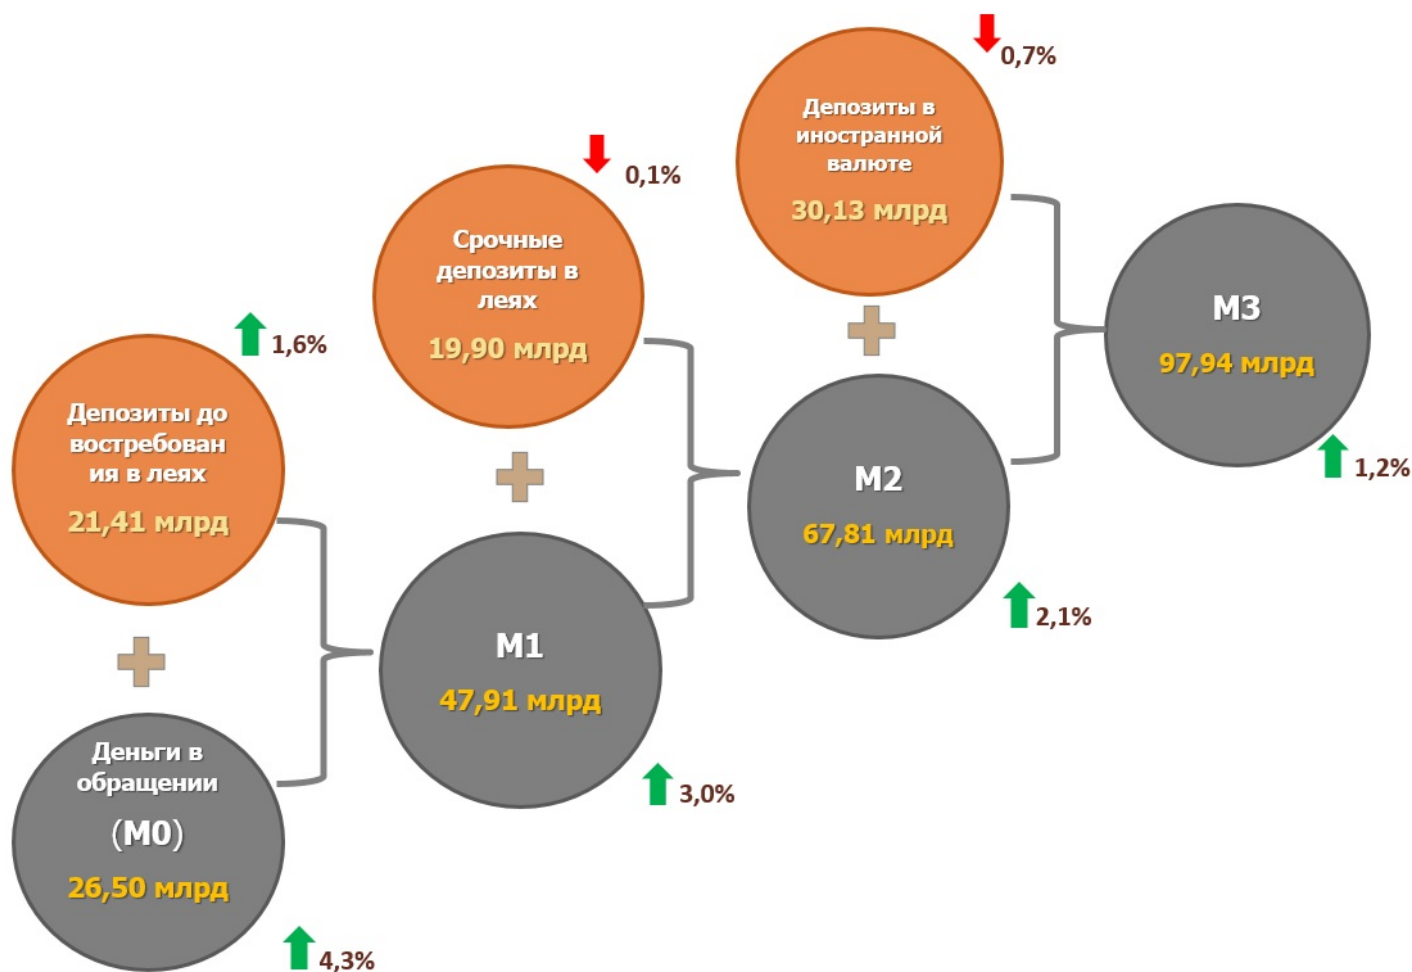 0,7%
Депозиты в
иностранной
валюте
30,13 млрд
0,1%
Срочные
депозиты в
леях
19,90 млрд
M3
97,94 млрд
1,2%
1,6%
Депозиты до
востребован
ия в леях
21,41 млрд
M2
67,81 млрд
2,1%
M1
47,91 млрд
3,0%
Деньги в
обращении
(M0)
26,50 млрд
4,3%